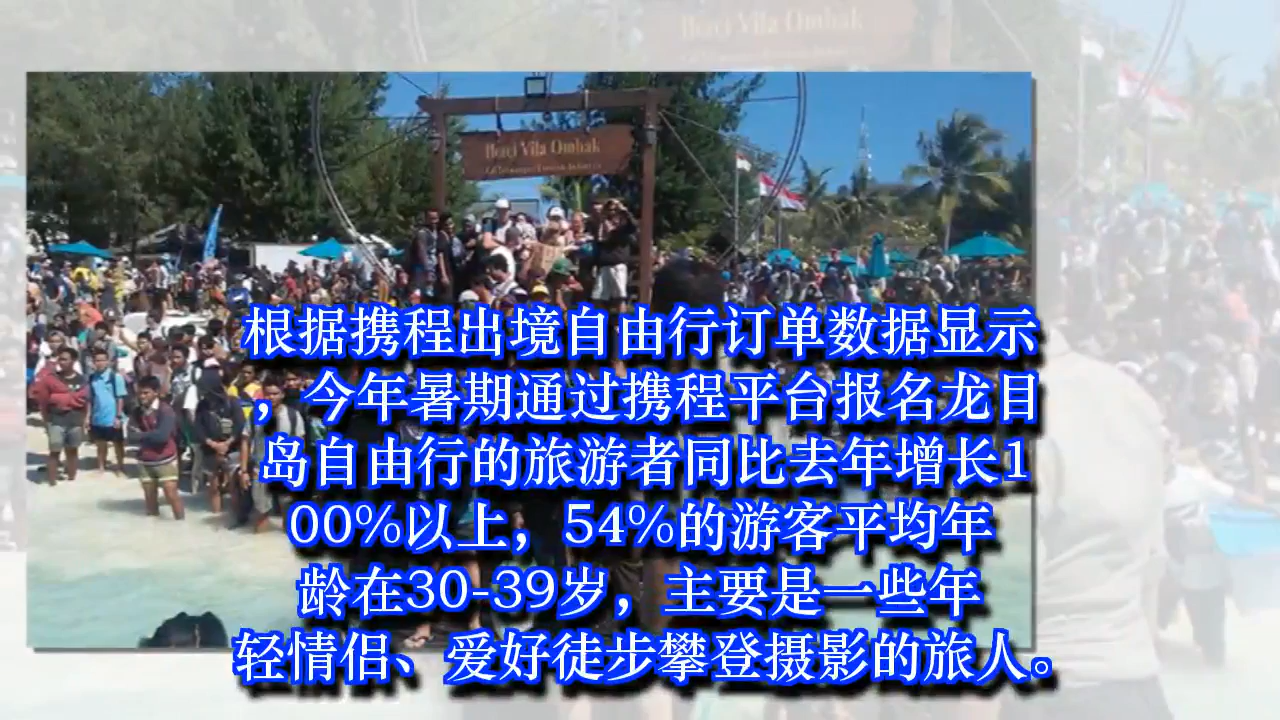 Hotel Vila Ombak
根据携程出境自由行订单数据显示
，今年暑期通过携程平台报名龙目
岛自由行的旅游者同比去年增长1
00%以上，54%的游客平均年
龄在30-39岁，主要是一些年
轻情侣、爱好徒步攀登摄影的旅人。